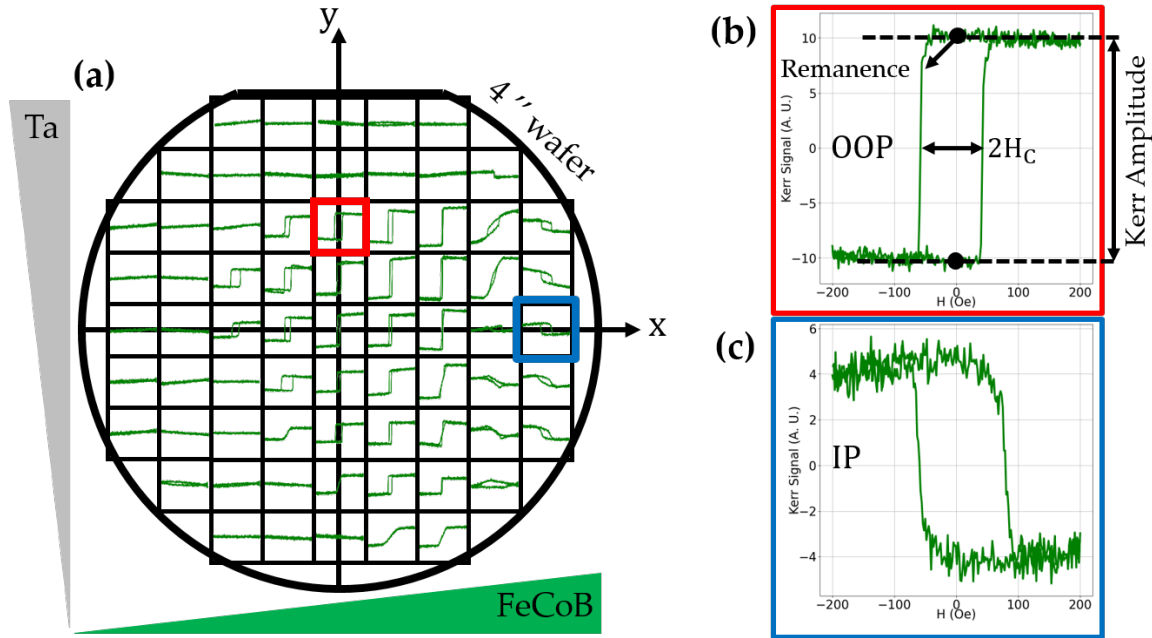 (a)
y
4 ″ wafer
Ta
x
FeCoB
(b)
10
5
0
−5
−10
Kerr Signal (A. U.)
Remanence
OOP
2H_C
Kerr Amplitude
−200
−100
0
100
200
H (Oe)
(c)
6
4
2
0
−2
−4
Kerr Signal (A. U.)
IP
−200
−100
0
100
200
H (Oe)